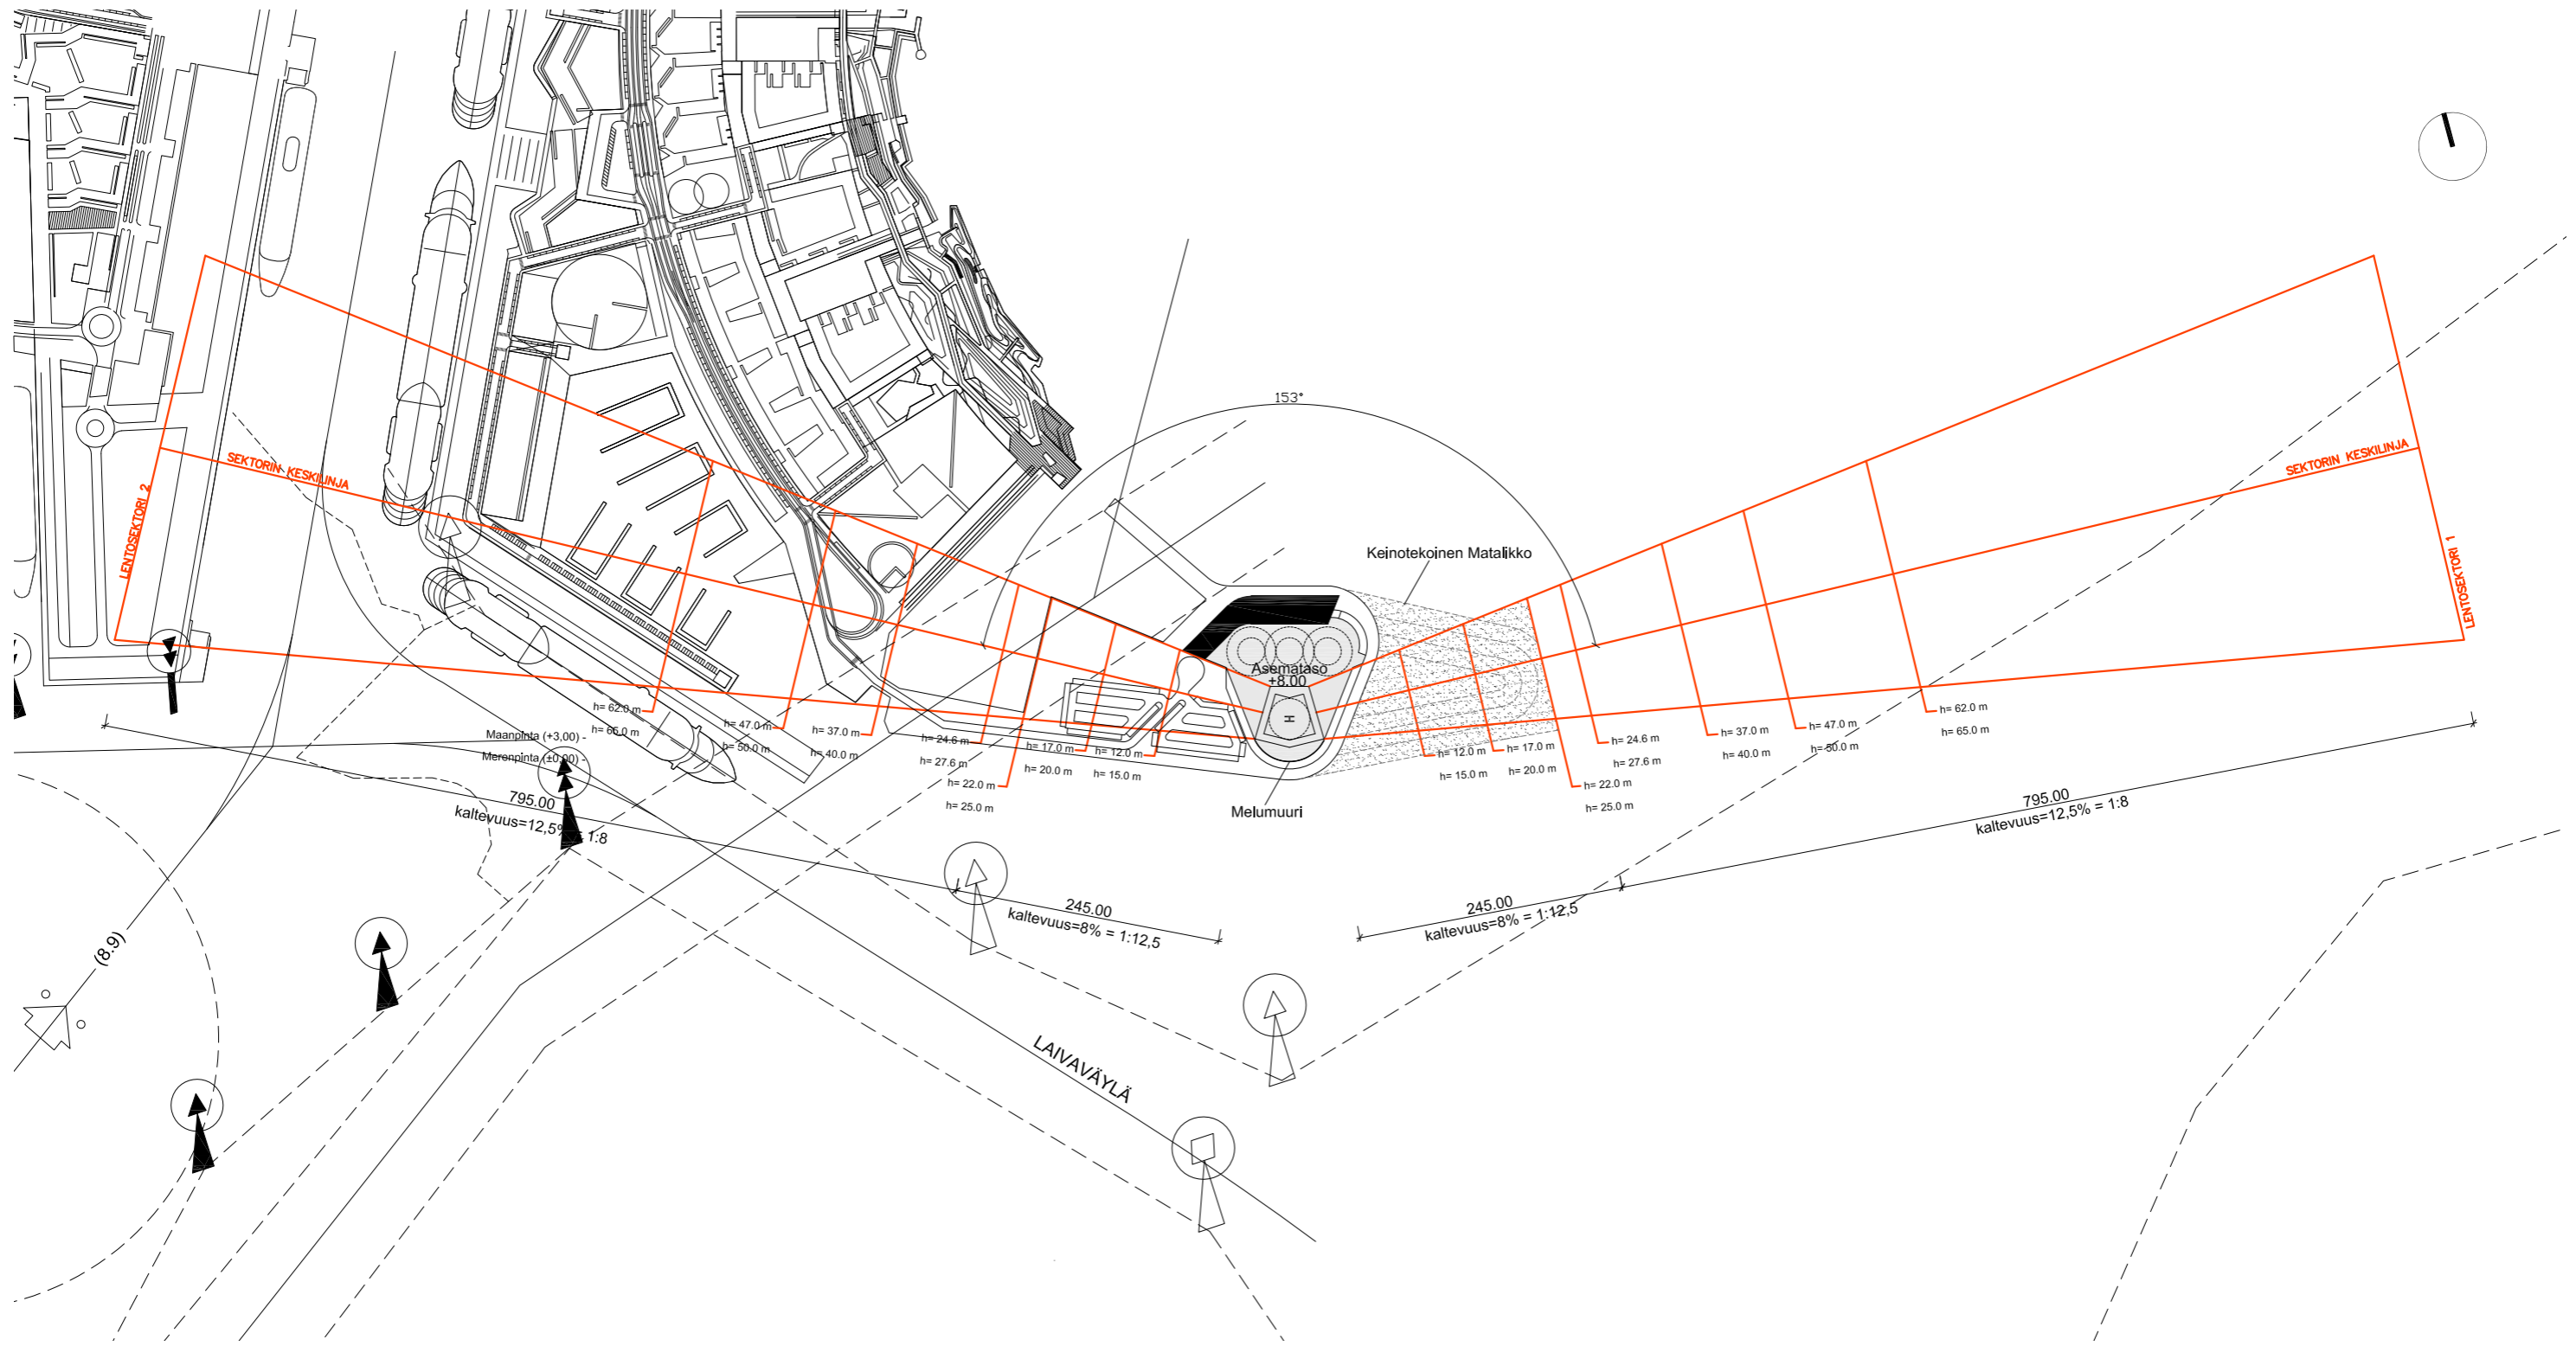 153°
SEKTORIN KESKILINJA
LENTOSEKTORI 2
SEKTORIN KESKILINJA
LENTOSEKTORI 1
Keinotekoinen Matalikko
Asemataso
+8.00
H
Melumuuri
Maanpinta (+3,00) -
Merenpinta (±0,00) -
h= 62.0 m
h= 65.0 m
h= 47.0 m
h= 50.0 m
h= 37.0 m
h= 40.0 m
h= 24.6 m
h= 27.6 m
h= 22.0 m
h= 25.0 m
h= 17.0 m
h= 20.0 m
h= 12.0 m
h= 15.0 m
h= 12.0 m
h= 15.0 m
h= 17.0 m
h= 20.0 m
h= 24.6 m
h= 27.6 m
h= 22.0 m
h= 25.0 m
h= 37.0 m
h= 40.0 m
h= 47.0 m
h= 50.0 m
h= 62.0 m
h= 65.0 m
795.00
kaltevuus=12,5% = 1:8
245.00
kaltevuus=8% = 1:12,5
245.00
kaltevuus=8% = 1:12,5
795.00
kaltevuus=12,5% = 1:8
(8.9)
LAIVAVÄYLÄ